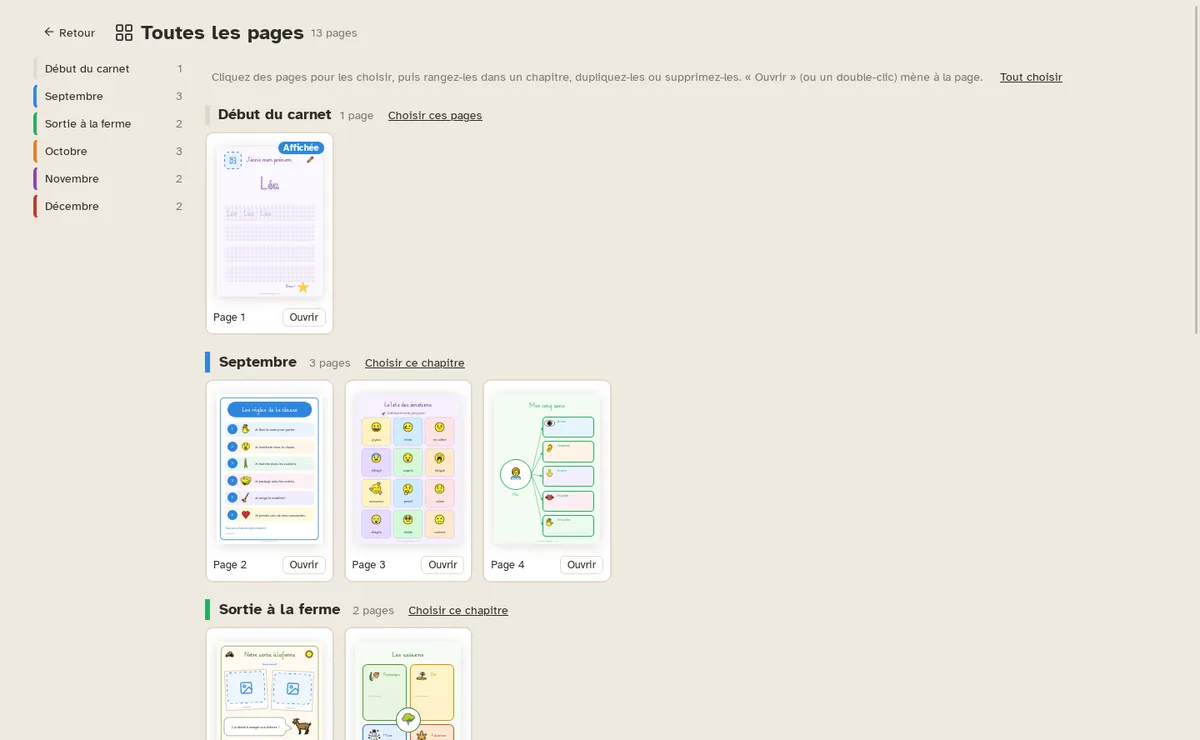 Retour
Toutes les pages 13 pages
Début du carnet 1
Septembre 3
Sortie à la ferme 2
Octobre 3
Novembre 2
Décembre 2
Cliquez des pages pour les choisir, puis rangez-les dans un chapitre, dupliquez-les ou supprimez-les. « Ouvrir » (ou un double-clic) mène à la page. Tout choisir
Début du carnet 1 page Choisir ces pages
Affichée
J'écris mon prénom
Léa
Léa Léa Léa
Page 1 Ouvrir
Septembre 3 pages Choisir ce chapitre
Les règles de la classe
Page 2 Ouvrir
Le loto des émotions
Page 3 Ouvrir
Mes cinq sens
Page 4 Ouvrir
Sortie à la ferme 2 pages Choisir ce chapitre
Notre sortie à la ferme
Les saisons